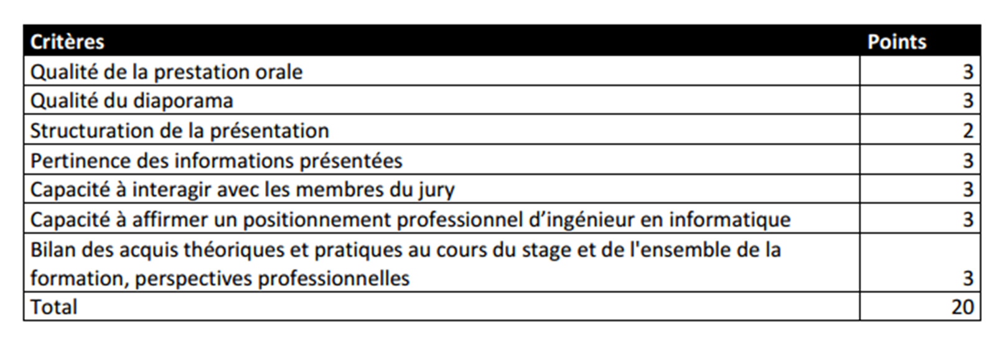 Critères Points
Qualité de la prestation orale 3
Qualité du diaporama 3
Structuration de la présentation 2
Pertinence des informations présentées 3
Capacité à interagir avec les membres du jury 3
Capacité à affirmer un positionnement professionnel d’ingénieur en informatique 3
Bilan des acquis théoriques et pratiques au cours du stage et de l'ensemble de la
formation, perspectives professionnelles 3
Total 20